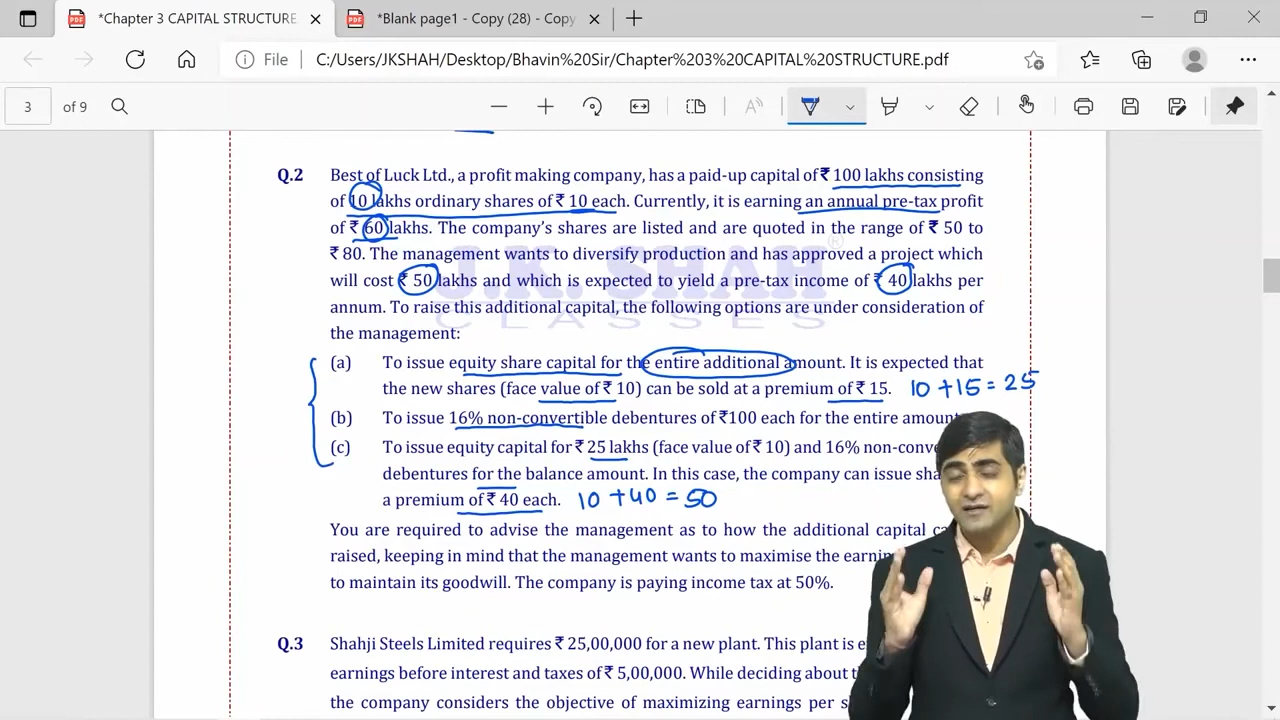 *Chapter 3 CAPITAL STRUCTURE
*Blank page1 - Copy (28) - Copy
File
C:/Users/JKSHAH/Desktop/Bhavin%20Sir/Chapter%203%20CAPITAL%20STRUCTURE.pdf
3 of 9
Q.2 Best of Luck Ltd., a profit making company, has a paid-up capital of ₹ 100 lakhs consisting
of 10 lakhs ordinary shares of ₹ 10 each. Currently, it is earning an annual pre-tax profit
of ₹ 60 lakhs. The company's shares are listed and are quoted in the range of ₹ 50 to
₹ 80. The management wants to diversify production and has approved a project which
will cost ₹ 50 lakhs and which is expected to yield a pre-tax income of ₹ 40 lakhs per
annum. To raise this additional capital, the following options are under consideration of
the management:
(a) To issue equity share capital for the entire additional amount. It is expected that
the new shares (face value of ₹ 10) can be sold at a premium of ₹ 15. 10 + 15 = 25
(b) To issue 16% non-convertible debentures of ₹100 each for the entire amount
(c) To issue equity capital for ₹ 25 lakhs (face value of ₹ 10) and 16% non-conve
debentures for the balance amount. In this case, the company can issue sha
a premium of ₹ 40 each. 10 + 40 = 50
You are required to advise the management as to how the additional capital ca
raised, keeping in mind that the management wants to maximise the earnin
to maintain its goodwill. The company is paying income tax at 50%.
Q.3 Shahji Steels Limited requires ₹ 25,00,000 for a new plant. This plant is e
earnings before interest and taxes of ₹ 5,00,000. While deciding about t
the company considers the objective of maximizing earnings per s
J.K. SHAH®
CLASSES